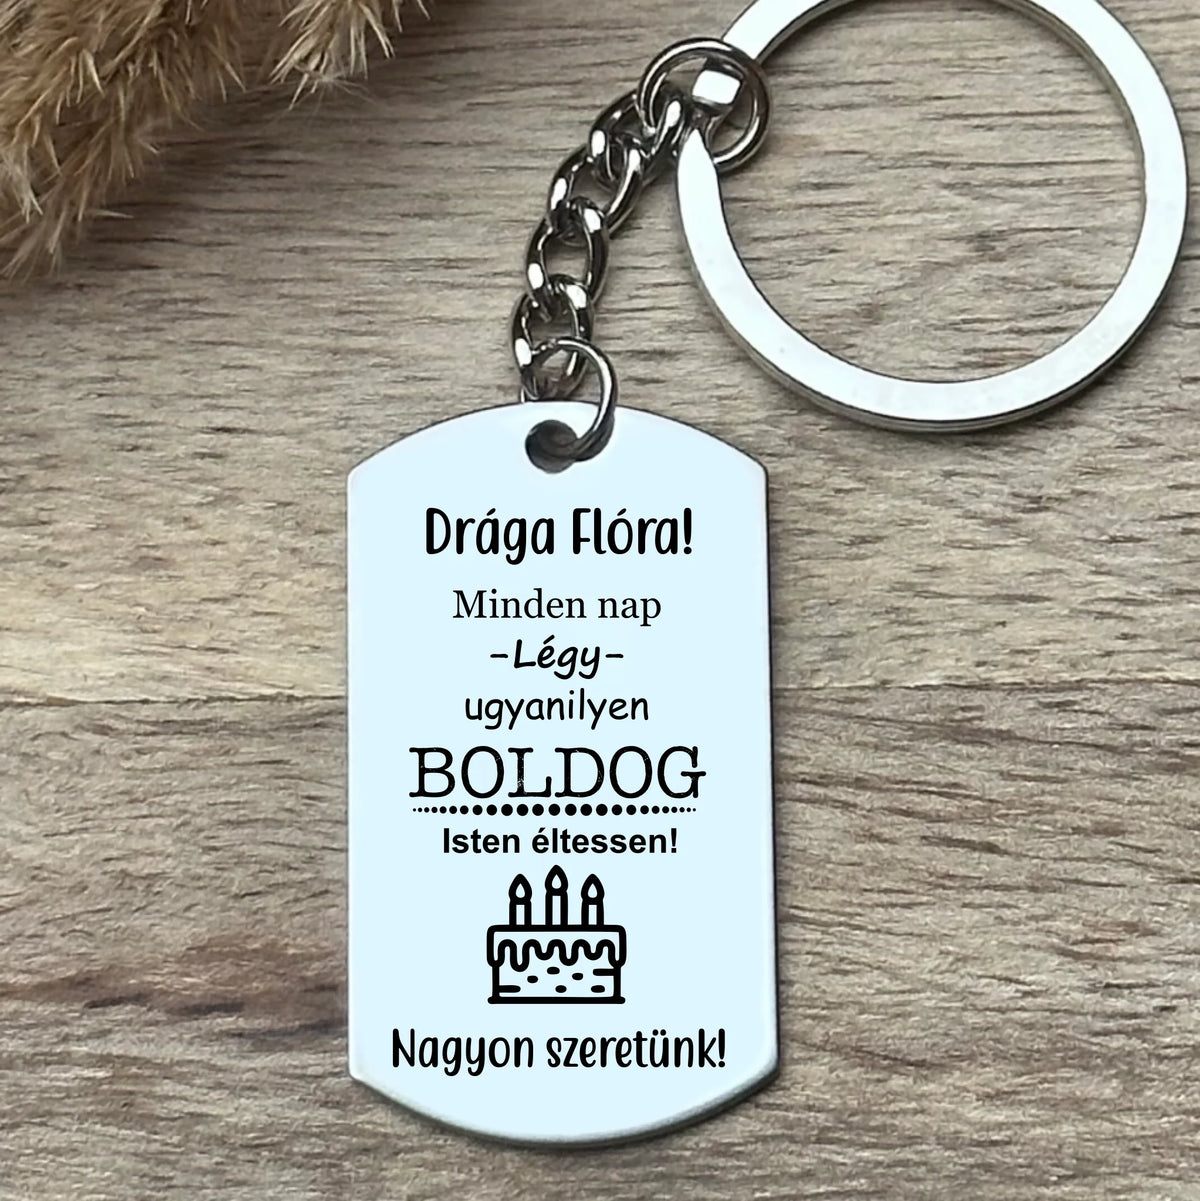 Drága Flóra!
Minden nap
-Légy-
ugyanilyen
BOLDOG
Isten éltessen!
Nagyon szeretünk!